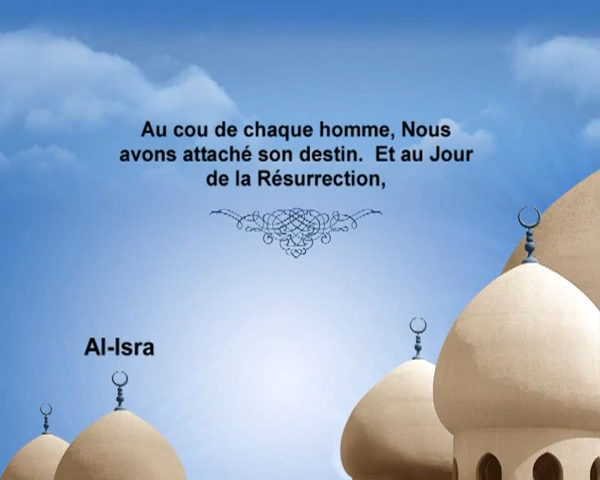 Au cou de chaque homme, Nous
avons attaché son destin. Et au Jour
de la Résurrection,
Al-Isra